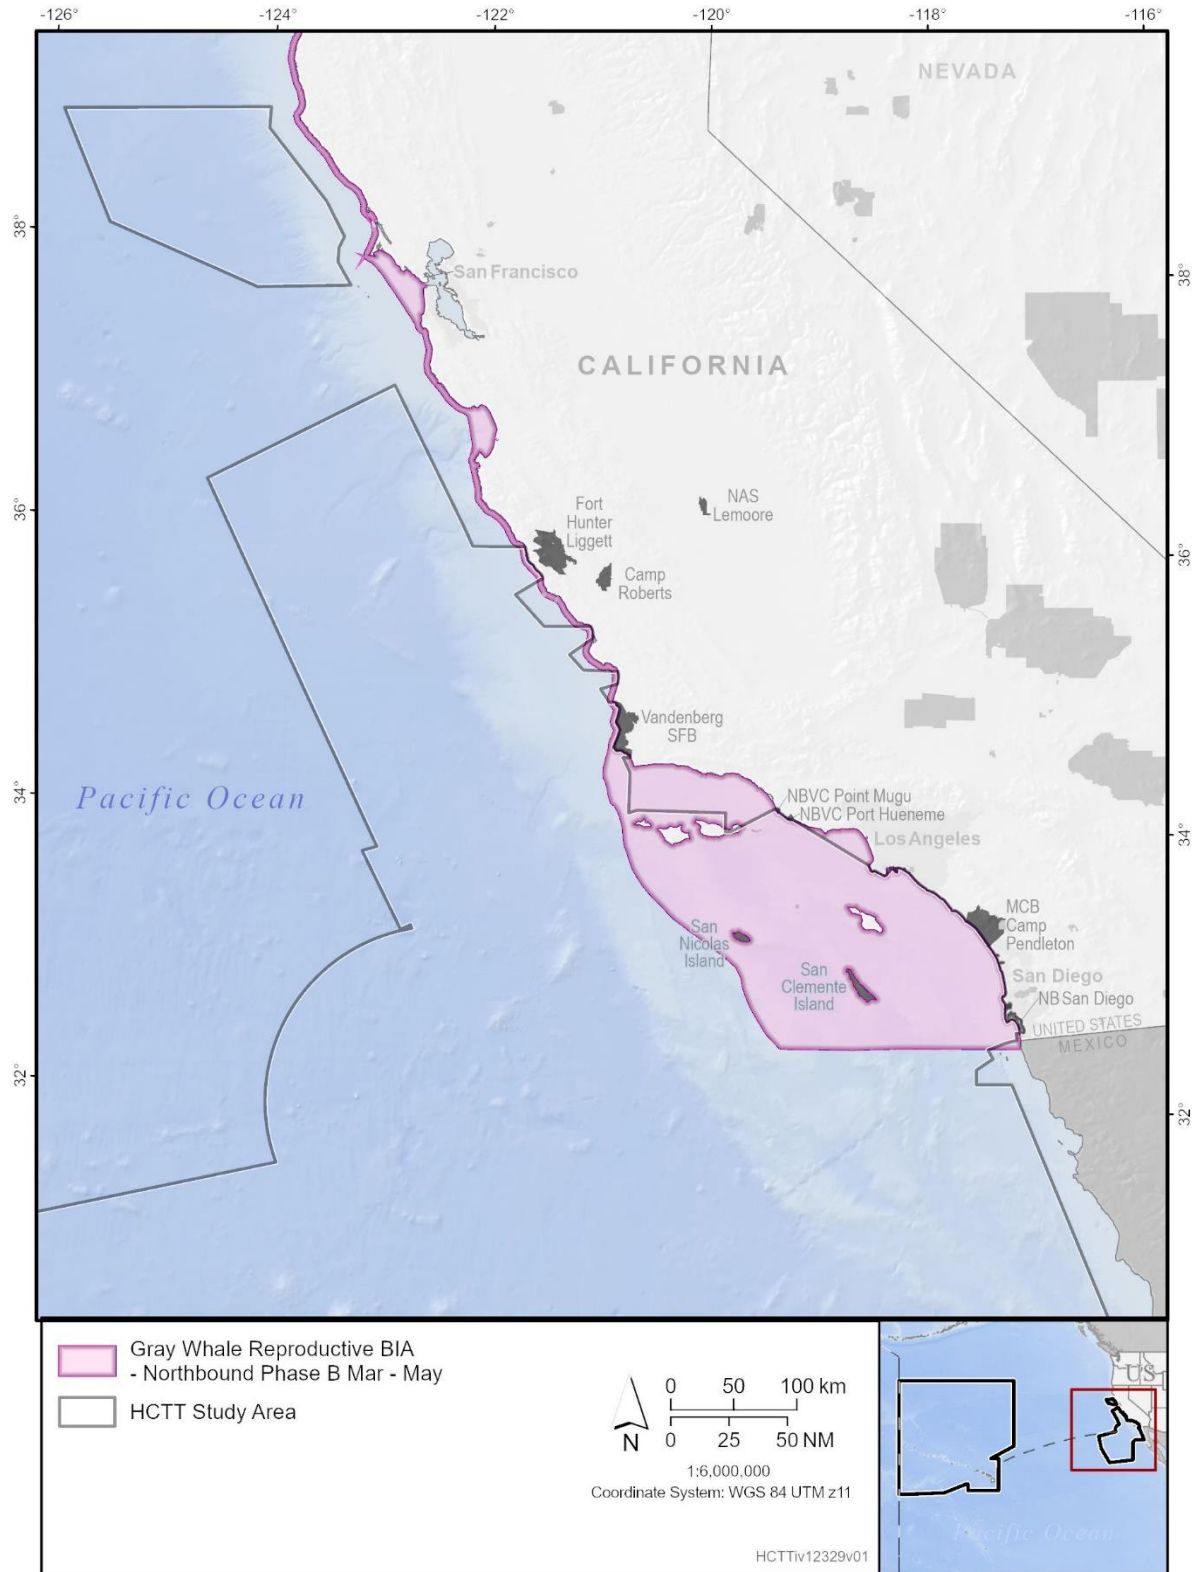 -126°
-124°
-122°
-120°
-118°
-116°
NEVADA
38°
38°
San Francisco
CALIFORNIA
36°
36°
Fort
Hunter
Liggett
NAS
Lemoore
Camp
Roberts
Vandenberg
SFB
Pacific Ocean
34°
34°
NBVC Point Mugu
NBVC Port Hueneme
Los Angeles
San
Nicolas
Island
San
Clemente
Island
MCB
Camp
Pendleton
San Diego
NB San Diego
UNITED STATES
MEXICO
32°
32°
Gray Whale Reproductive BIA
- Northbound Phase B Mar - May
HCTT Study Area
N
0 50 100 km
0 25 50 NM
1:6,000,000
Coordinate System: WGS 84 UTM z11
HCTTiv12329v01
US
Pacific Ocean